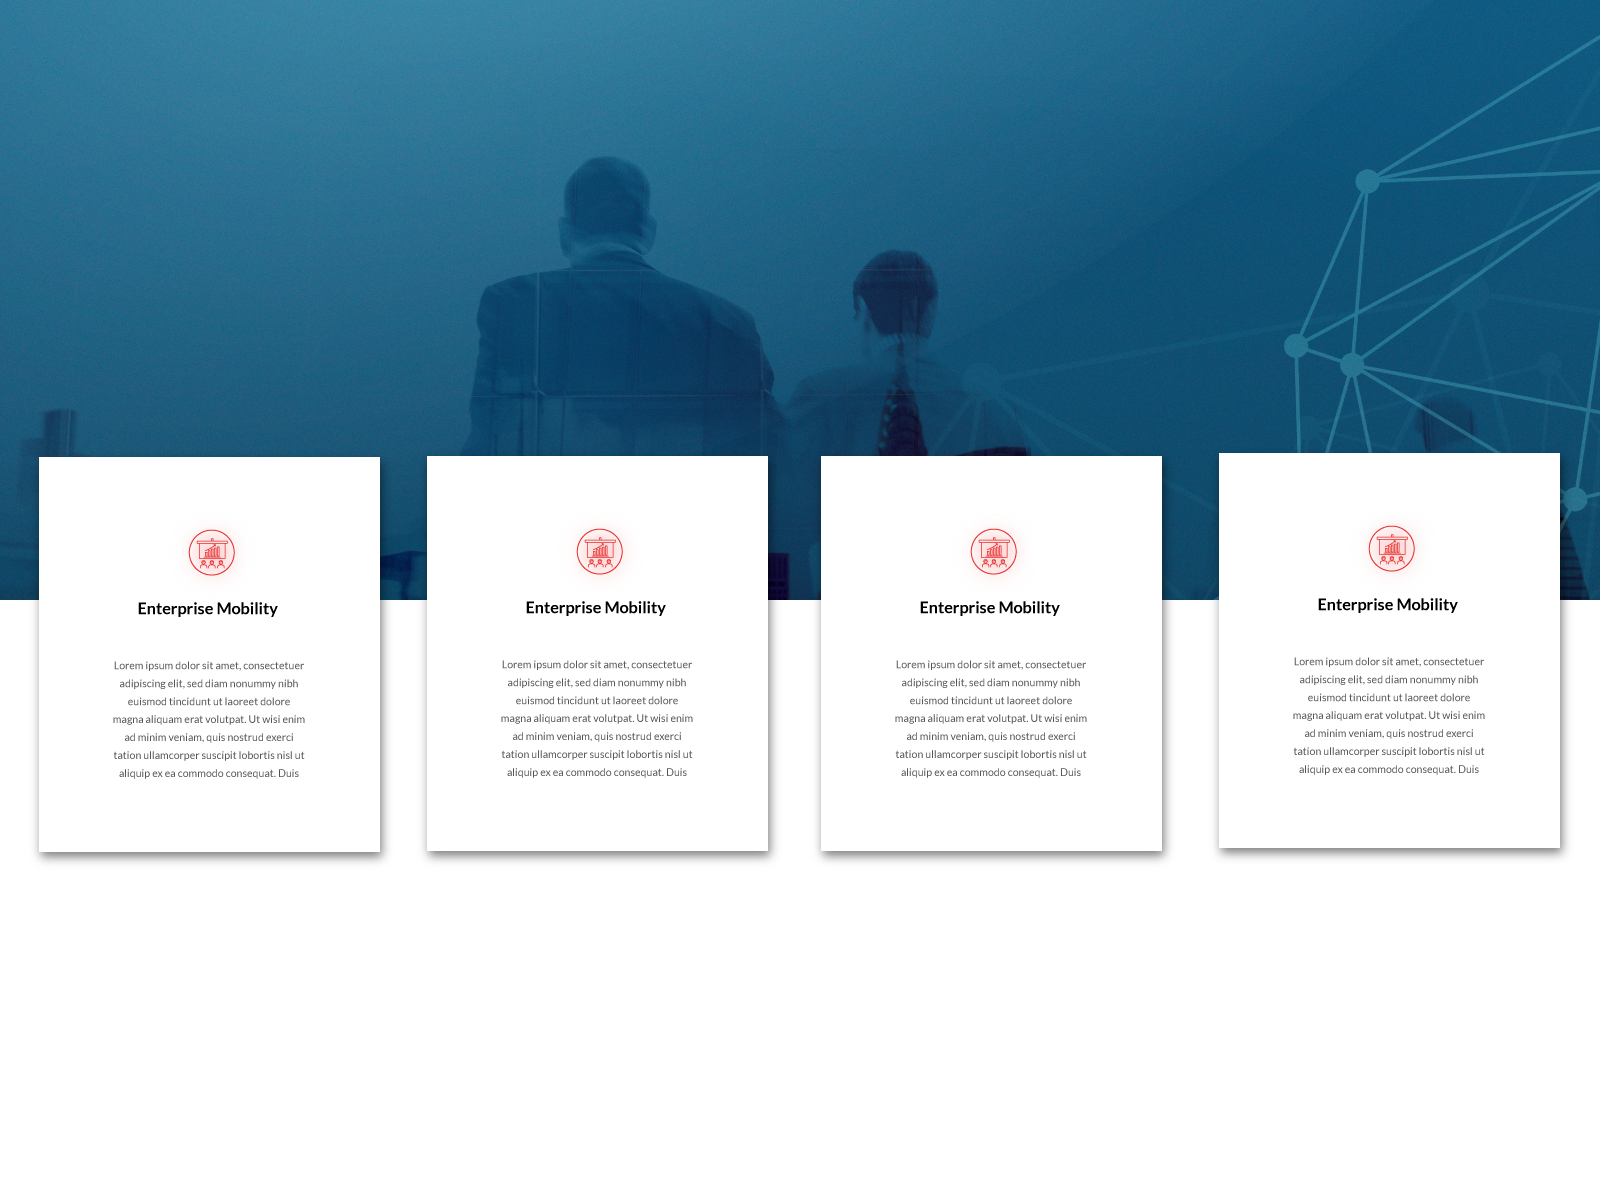 Enterprise Mobility
Lorem ipsum dolor sit amet, consectetuer
adipiscing elit, sed diam nonummy nibh
euismod tincidunt ut laoreet dolore
magna aliquam erat volutpat. Ut wisi enim
ad minim veniam, quis nostrud exerci
tation ullamcorper suscipit lobortis nisl ut
aliquip ex ea commodo consequat. Duis
Enterprise Mobility
Lorem ipsum dolor sit amet, consectetuer
adipiscing elit, sed diam nonummy nibh
euismod tincidunt ut laoreet dolore
magna aliquam erat volutpat. Ut wisi enim
ad minim veniam, quis nostrud exerci
tation ullamcorper suscipit lobortis nisl ut
aliquip ex ea commodo consequat. Duis
Enterprise Mobility
Lorem ipsum dolor sit amet, consectetuer
adipiscing elit, sed diam nonummy nibh
euismod tincidunt ut laoreet dolore
magna aliquam erat volutpat. Ut wisi enim
ad minim veniam, quis nostrud exerci
tation ullamcorper suscipit lobortis nisl ut
aliquip ex ea commodo consequat. Duis
Enterprise Mobility
Lorem ipsum dolor sit amet, consectetuer
adipiscing elit, sed diam nonummy nibh
euismod tincidunt ut laoreet dolore
magna aliquam erat volutpat. Ut wisi enim
ad minim veniam, quis nostrud exerci
tation ullamcorper suscipit lobortis nisl ut
aliquip ex ea commodo consequat. Duis